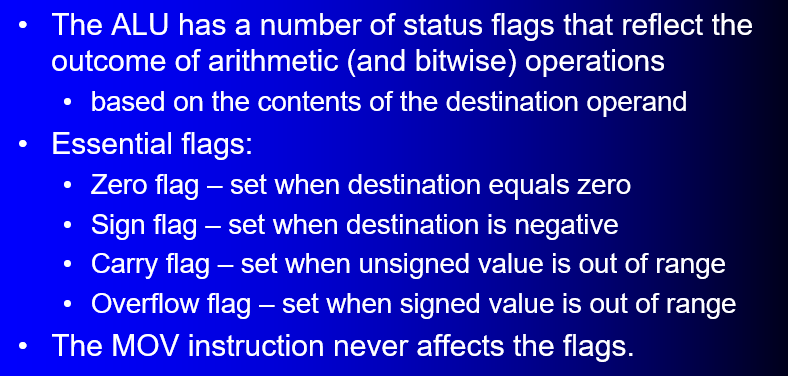 • The ALU has a number of status flags that reflect the
outcome of arithmetic (and bitwise) operations
• based on the contents of the destination operand
• Essential flags:
• Zero flag – set when destination equals zero
• Sign flag – set when destination is negative
• Carry flag – set when unsigned value is out of range
• Overflow flag – set when signed value is out of range
• The MOV instruction never affects the flags.